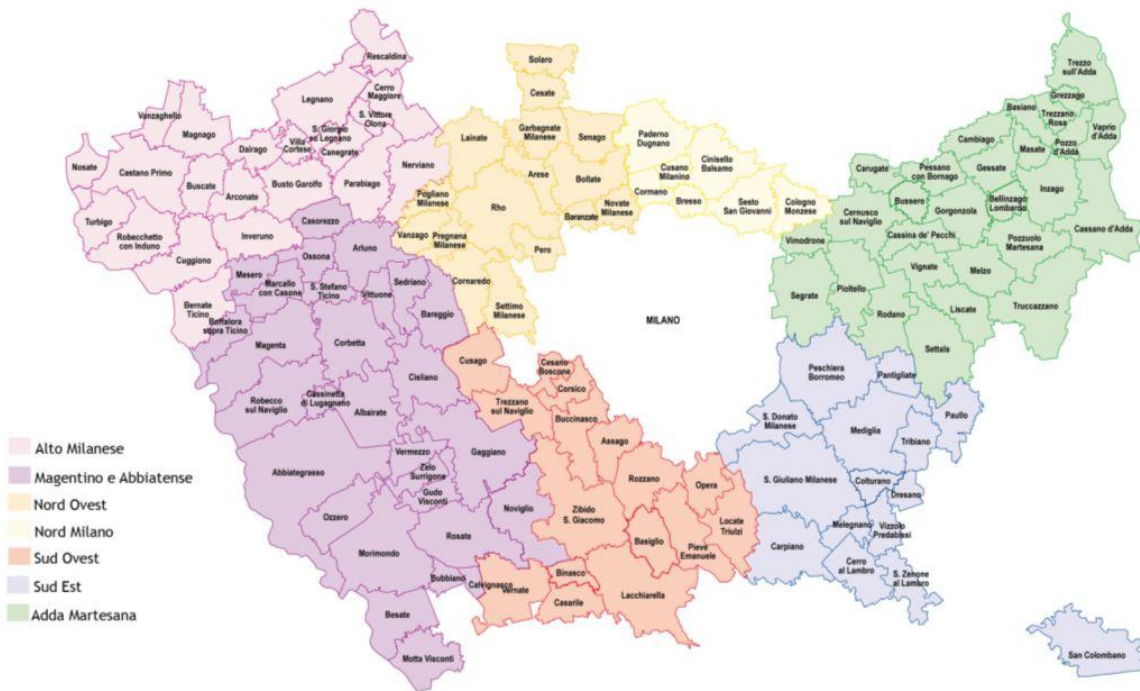 Rescaldina
Solaro
Legnano
Cerro
Maggiore
Cesate
Trezzo
sull'Adda
Vanzaghello
Magnago
S. Vittore
Olona
S. Giorgio
su Legnano
Villa
Cortese
Canegrate
Dairago
Lainate
Garbagnate
Milanese
Senago
Paderno
Dugnano
Grezzago
Basiano
Trezzano
Rosa
Vaprio
d'Adda
Cambiago
Masate
Pozzo
d'Adda
Nosate
Castano Primo
Buscate
Arconate
Busto Garolfo
Parabiago
Nerviano
Arese
Bollate
Cusano
Milanino
Cinisello
Balsamo
Carugate
Pessano
con Bornago
Gessate
Inzago
Pogliano
Milanese
Rho
Baranzate
Novate
Milanese
Cormano
Bresso
Sesto
San Giovanni
Cologno
Monzese
Bussero
Bellinzago
Lombardo
Gorgonzola
Cernusco
sul Naviglio
Turbigo
Robecchetto
con Induno
Casorezzo
Inveruno
Cuggiono
Vanzago
Pregnana
Milanese
Pero
Vimodrone
Cassina de' Pecchi
Pozzuolo
Martesana
Cassano d'Adda
Arluno
Ossona
Mesero
Marcallo
con Casone
S. Stefano
Ticino
Vittuone
Sedriano
Cornaredo
Settimo
Milanese
Bareggio
Vignate
Melzo
Segrate
Pioltello
Rodano
Liscate
Truccazzano
Bernate
Ticino
Boffalora
sopra Ticino
MILANO
Magenta
Corbetta
Settala
Cusago
Cesano
Boscone
Corsico
Peschiera
Borromeo
Pantigliate
Cisliano
Robecco
sul Naviglio
Cassinetta
di Lugagnano
Albairate
Trezzano
sul Naviglio
Buccinasco
Assago
S. Donato
Milanese
Mediglia
Tribiano
Paullo
Alto Milanese
Magentino e Abbiatense
Nord Ovest
Nord Milano
Sud Ovest
Sud Est
Adda Martesana
Abbiategrasso
Vermezzo
Zelo
Surrigone
Gudo
Visconti
Gaggiano
Rozzano
Opera
S. Giuliano Milanese
Colturano
Dresano
Ozzero
Noviglio
Zibido
S. Giacomo
Basiglio
Pieve
Emanuele
Locate
Triulzi
Melegnano
Vizzolo
Predabissi
Carpiano
Cerro
al Lambro
S. Zenone
al Lambro
Morimondo
Rosate
Bubbiano
Calvignasco
Vernate
Binasco
Casarile
Lacchiarella
Besate
Motta Visconti
San Colombano